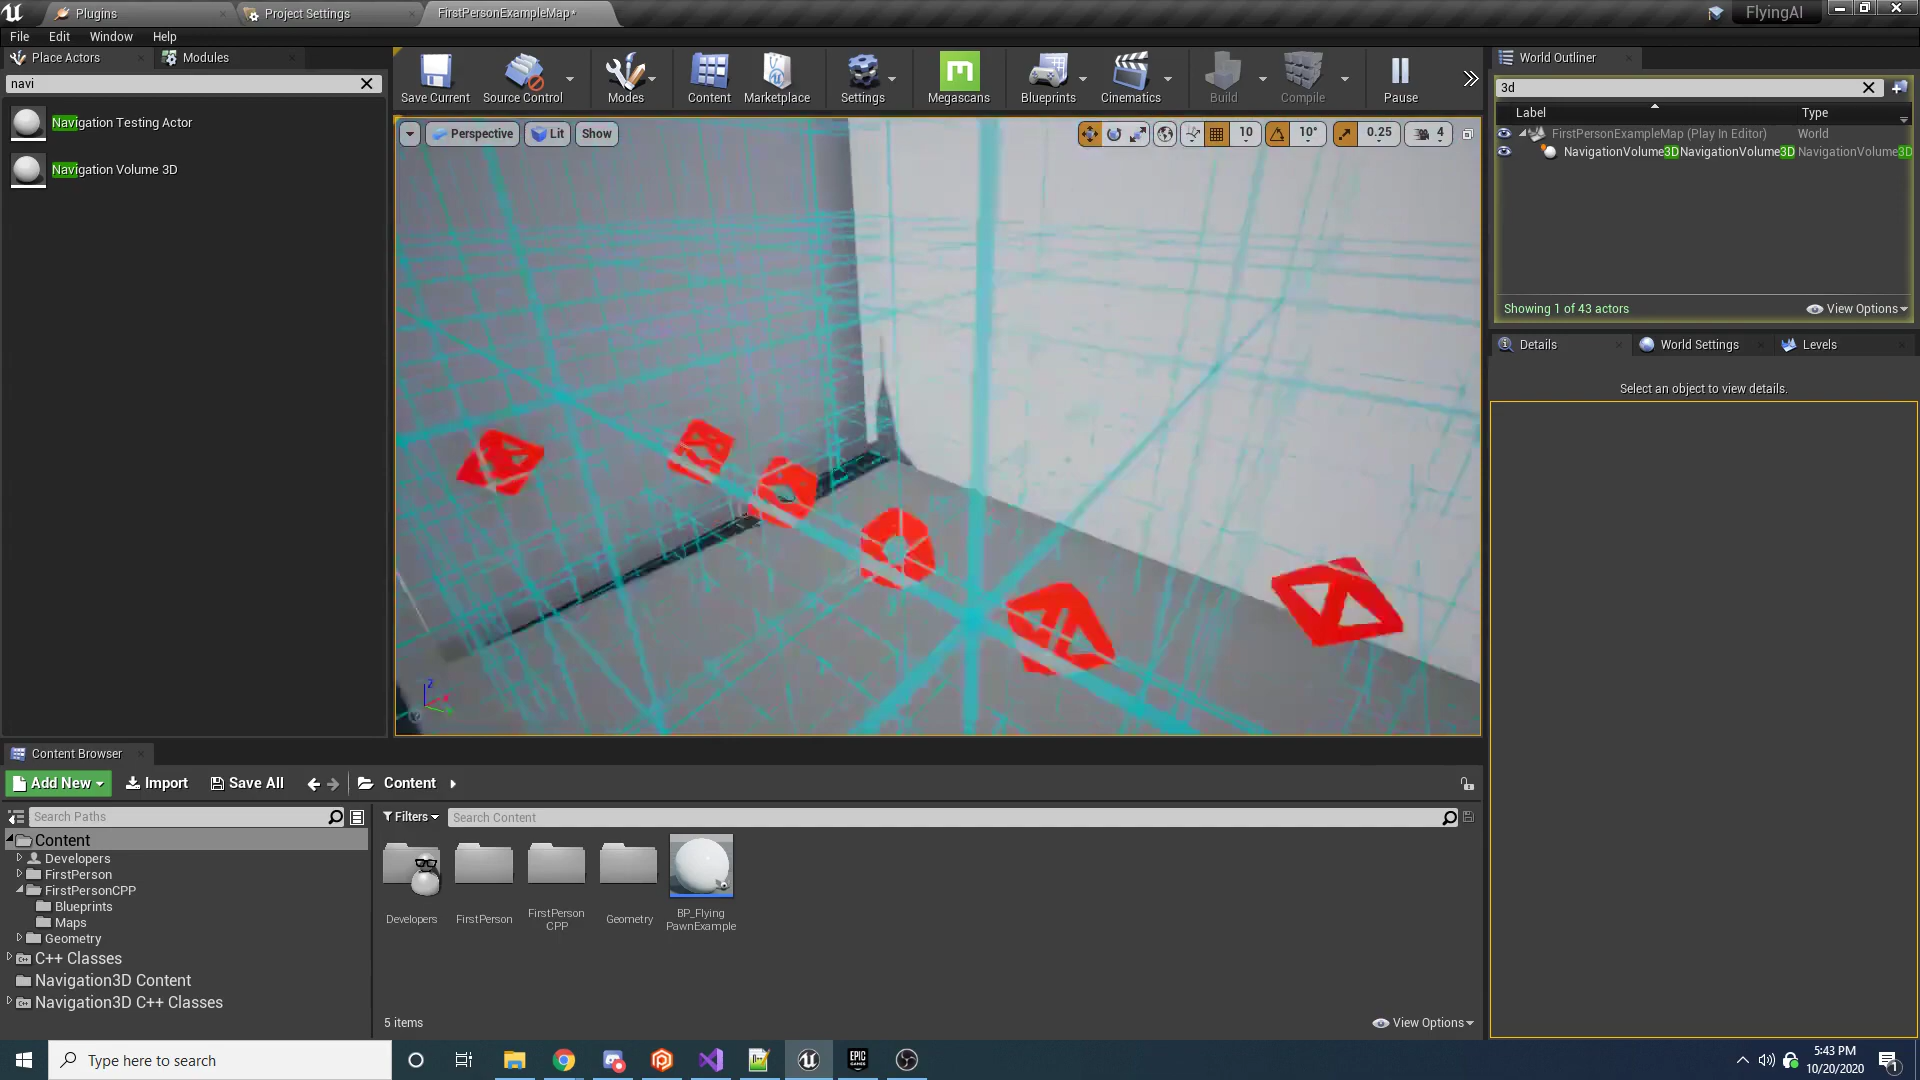 Plugins
Project Settings
FirstPersonExampleMap*
FlyingAI
File Edit Window Help
Place Actors
Modules
navi
Navigation Testing Actor
Navigation Volume 3D
Save Current
Source Control
Modes
Content
Marketplace
Settings
Megascans
Blueprints
Cinematics
Build
Compile
Pause
Perspective
Lit
Show
10
10°
0.25
4
World Outliner
3d
Label
Type
FirstPersonExampleMap (Play In Editor)
World
NavigationVolume3DNavigationVolume3D
NavigationVolume3D
Showing 1 of 43 actors
View Options
Details
World Settings
Levels
Select an object to view details.
Content Browser
Add New
Import
Save All
Content
Search Paths
Filters
Search Content
Content
Developers
FirstPerson
FirstPersonCPP
Blueprints
Maps
Geometry
C++ Classes
Navigation3D Content
Navigation3D C++ Classes
Developers
FirstPerson
FirstPerson
CPP
Geometry
BP_Flying
PawnExample
5 items
View Options
Type here to search
EPIC
GAMES
5:43 PM
10/20/2020
1